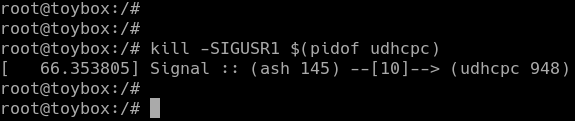 root@toybox:/#
root@toybox:/#
root@toybox:/# kill -SIGUSR1 $(pidof udhcpc)
[   66.353805] Signal :: (ash 145) --[10]--> (udhcpc 948)
root@toybox:/#
root@toybox:/#